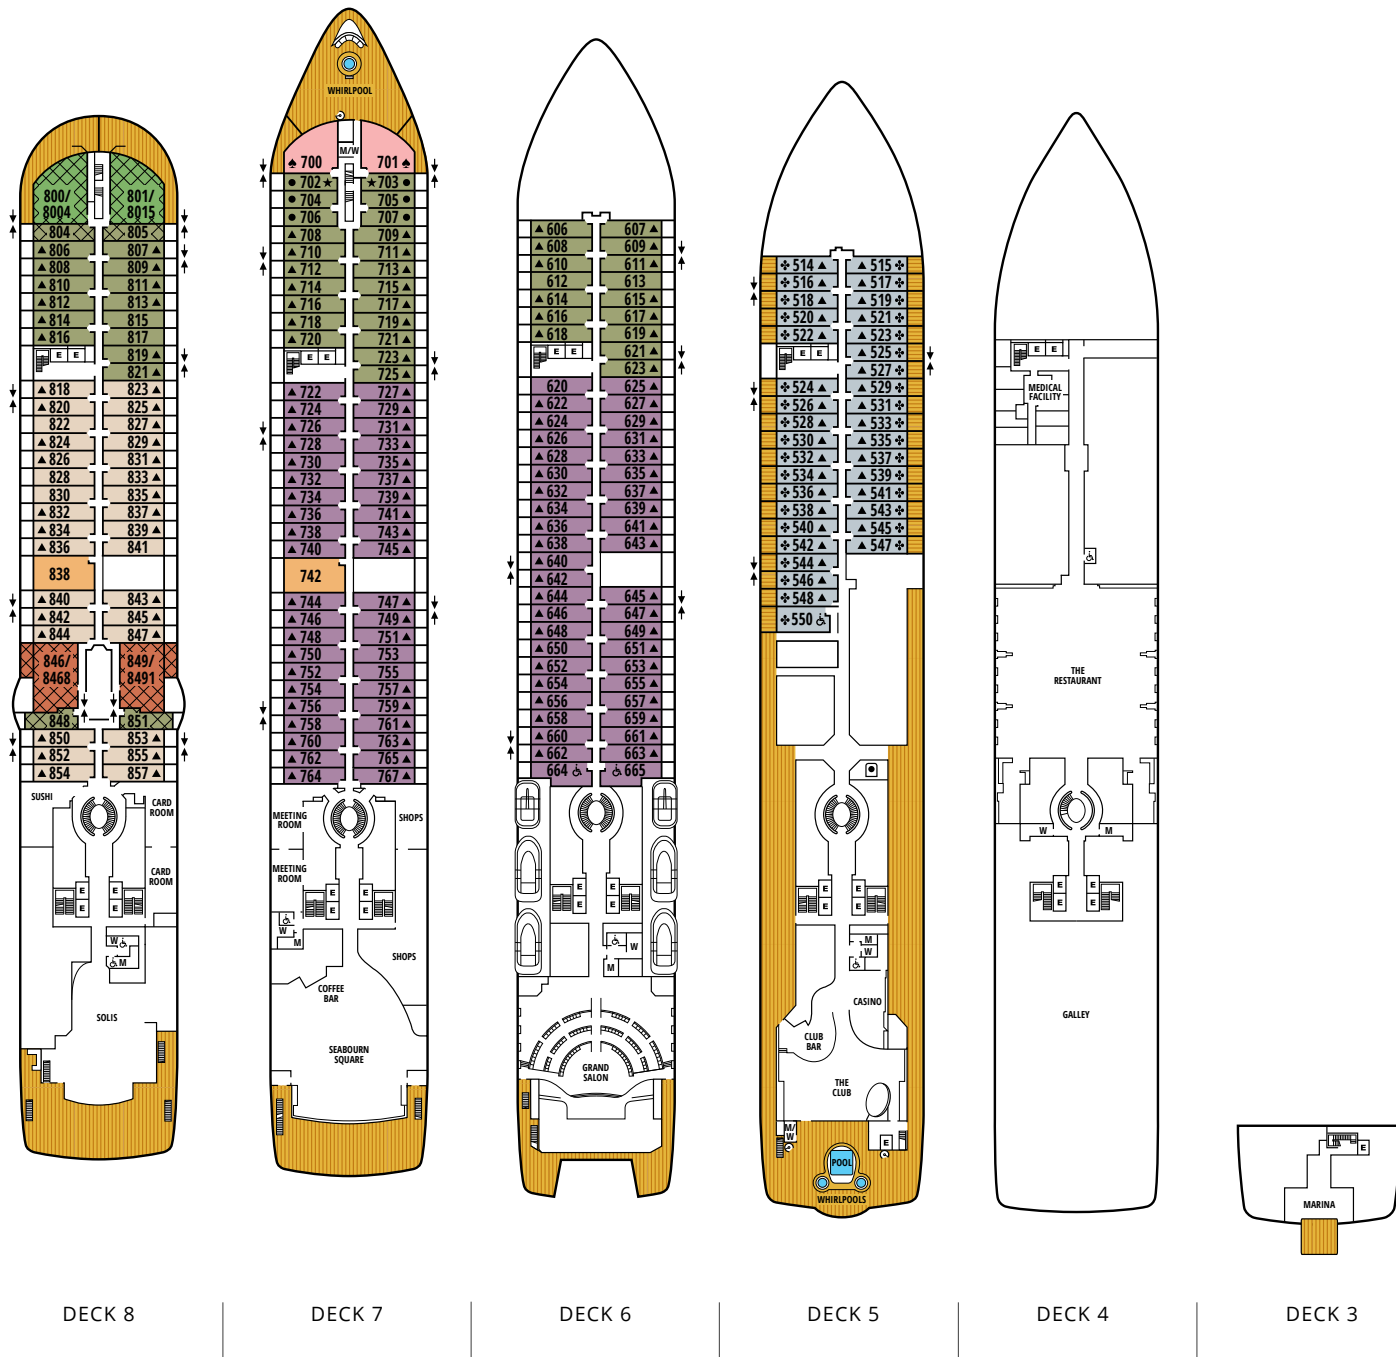 800/ 801/
8004 8015
804 805
806 807
808 809
810 811
812 813
814 815
816 817
E E 819
821
818 823
820 825
822 827
824 829
826 831
828 833
830 835
832 837
834 839
836 841
838
840 843
842 845
844 847
846/ 849/
8468 8491
848 851
850 853
852 855
854 857
SUSHI
CARD
ROOM
CARD
ROOM
E E
E E
W
M
SOLIS
DECK 8
WHIRLPOOL
M/W
700 701
702 703
704 705
706 707
708 709
710 711
712 713
714 715
716 717
718 719
720 721
E E 723
725
722 727
724 729
726 731
728 733
730 735
732 737
734 739
736 741
738 743
740 745
742
744 747
746 749
748 751
750 753
752 755
754 757
756 759
758 761
760 763
762 765
764 767
MEETING
ROOM
SHOPS
MEETING
ROOM
E E
E E
W
M
SHOPS
COFFEE
BAR
SEABOURN
SQUARE
DECK 7
606 607
608 609
610 611
612 613
614 615
616 617
618 619
E E 621
623
620 625
622 627
624 629
626 631
628 633
630 635
632 637
634 639
636 641
638 643
640
642
644 645
646 647
648 649
650 651
652 653
654 655
656 657
658 659
660 661
662 663
664 665
E E
E E
W
M
GRAND
SALON
DECK 6
514 515
516 517
518 519
520 521
522 523
E E 525
527
524 529
526 531
528 533
530 535
532 537
534 539
536 541
538 543
540 545
542 547
544
546
548
550
E E
E E
M
W
CASINO
CLUB
BAR
THE
CLUB
M/
W
E
POOL
WHIRLPOOLS
DECK 5
E E
MEDICAL
FACILITY
THE
RESTAURANT
W M
E E
E E
GALLEY
DECK 4
E
MARINA
DECK 3